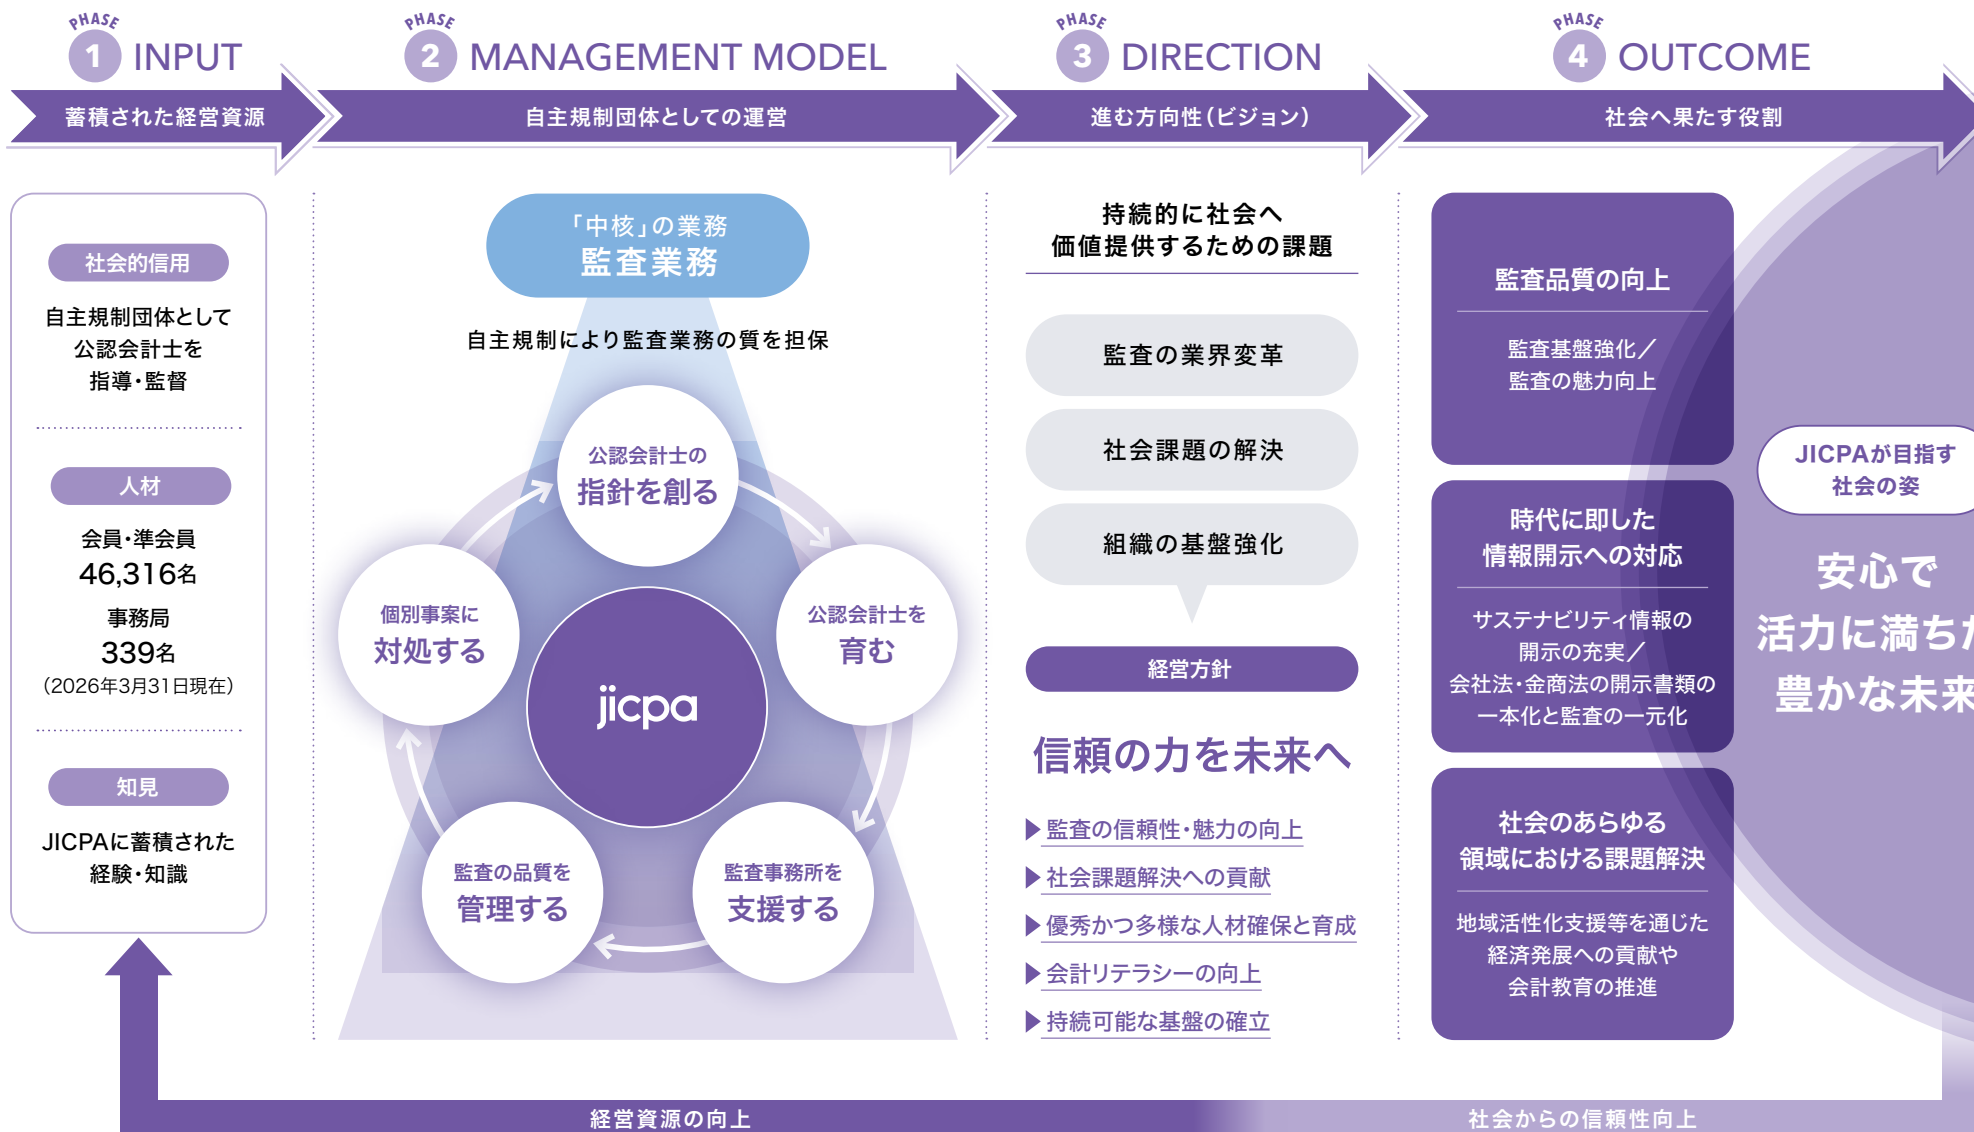 PHASE
1 INPUT
蓄積された経営資源
社会的信用
自主規制団体として
公認会計士を
指導・監督
人材
会員・準会員
46,316名
事務局
339名
（2026年3月31日現在）
知見
JICPAに蓄積された
経験・知識
PHASE
2 MANAGEMENT MODEL
自主規制団体としての運営
「中核」の業務
監査業務
自主規制により監査業務の質を担保
公認会計士の
指針を創る
公認会計士を
育む
監査事務所を
支援する
監査の品質を
管理する
個別事案に
対処する
jicpa
PHASE
3 DIRECTION
進む方向性（ビジョン）
持続的に社会へ
価値提供するための課題
監査の業界変革
社会課題の解決
組織の基盤強化
経営方針
信頼の力を未来へ
▶監査の信頼性・魅力の向上
▶社会課題解決への貢献
▶優秀かつ多様な人材確保と育成
▶会計リテラシーの向上
▶持続可能な基盤の確立
PHASE
4 OUTCOME
社会へ果たす役割
監査品質の向上
監査基盤強化／
監査の魅力向上
時代に即した
情報開示への対応
サステナビリティ情報の
開示の充実／
会社法・金商法の開示書類の
一本化と監査の一元化
社会のあらゆる
領域における課題解決
地域活性化支援等を通じた
経済発展への貢献や
会計教育の推進
JICPAが目指す
社会の姿
安心で
活力に満ちた
豊かな未来
経営資源の向上
社会からの信頼性向上